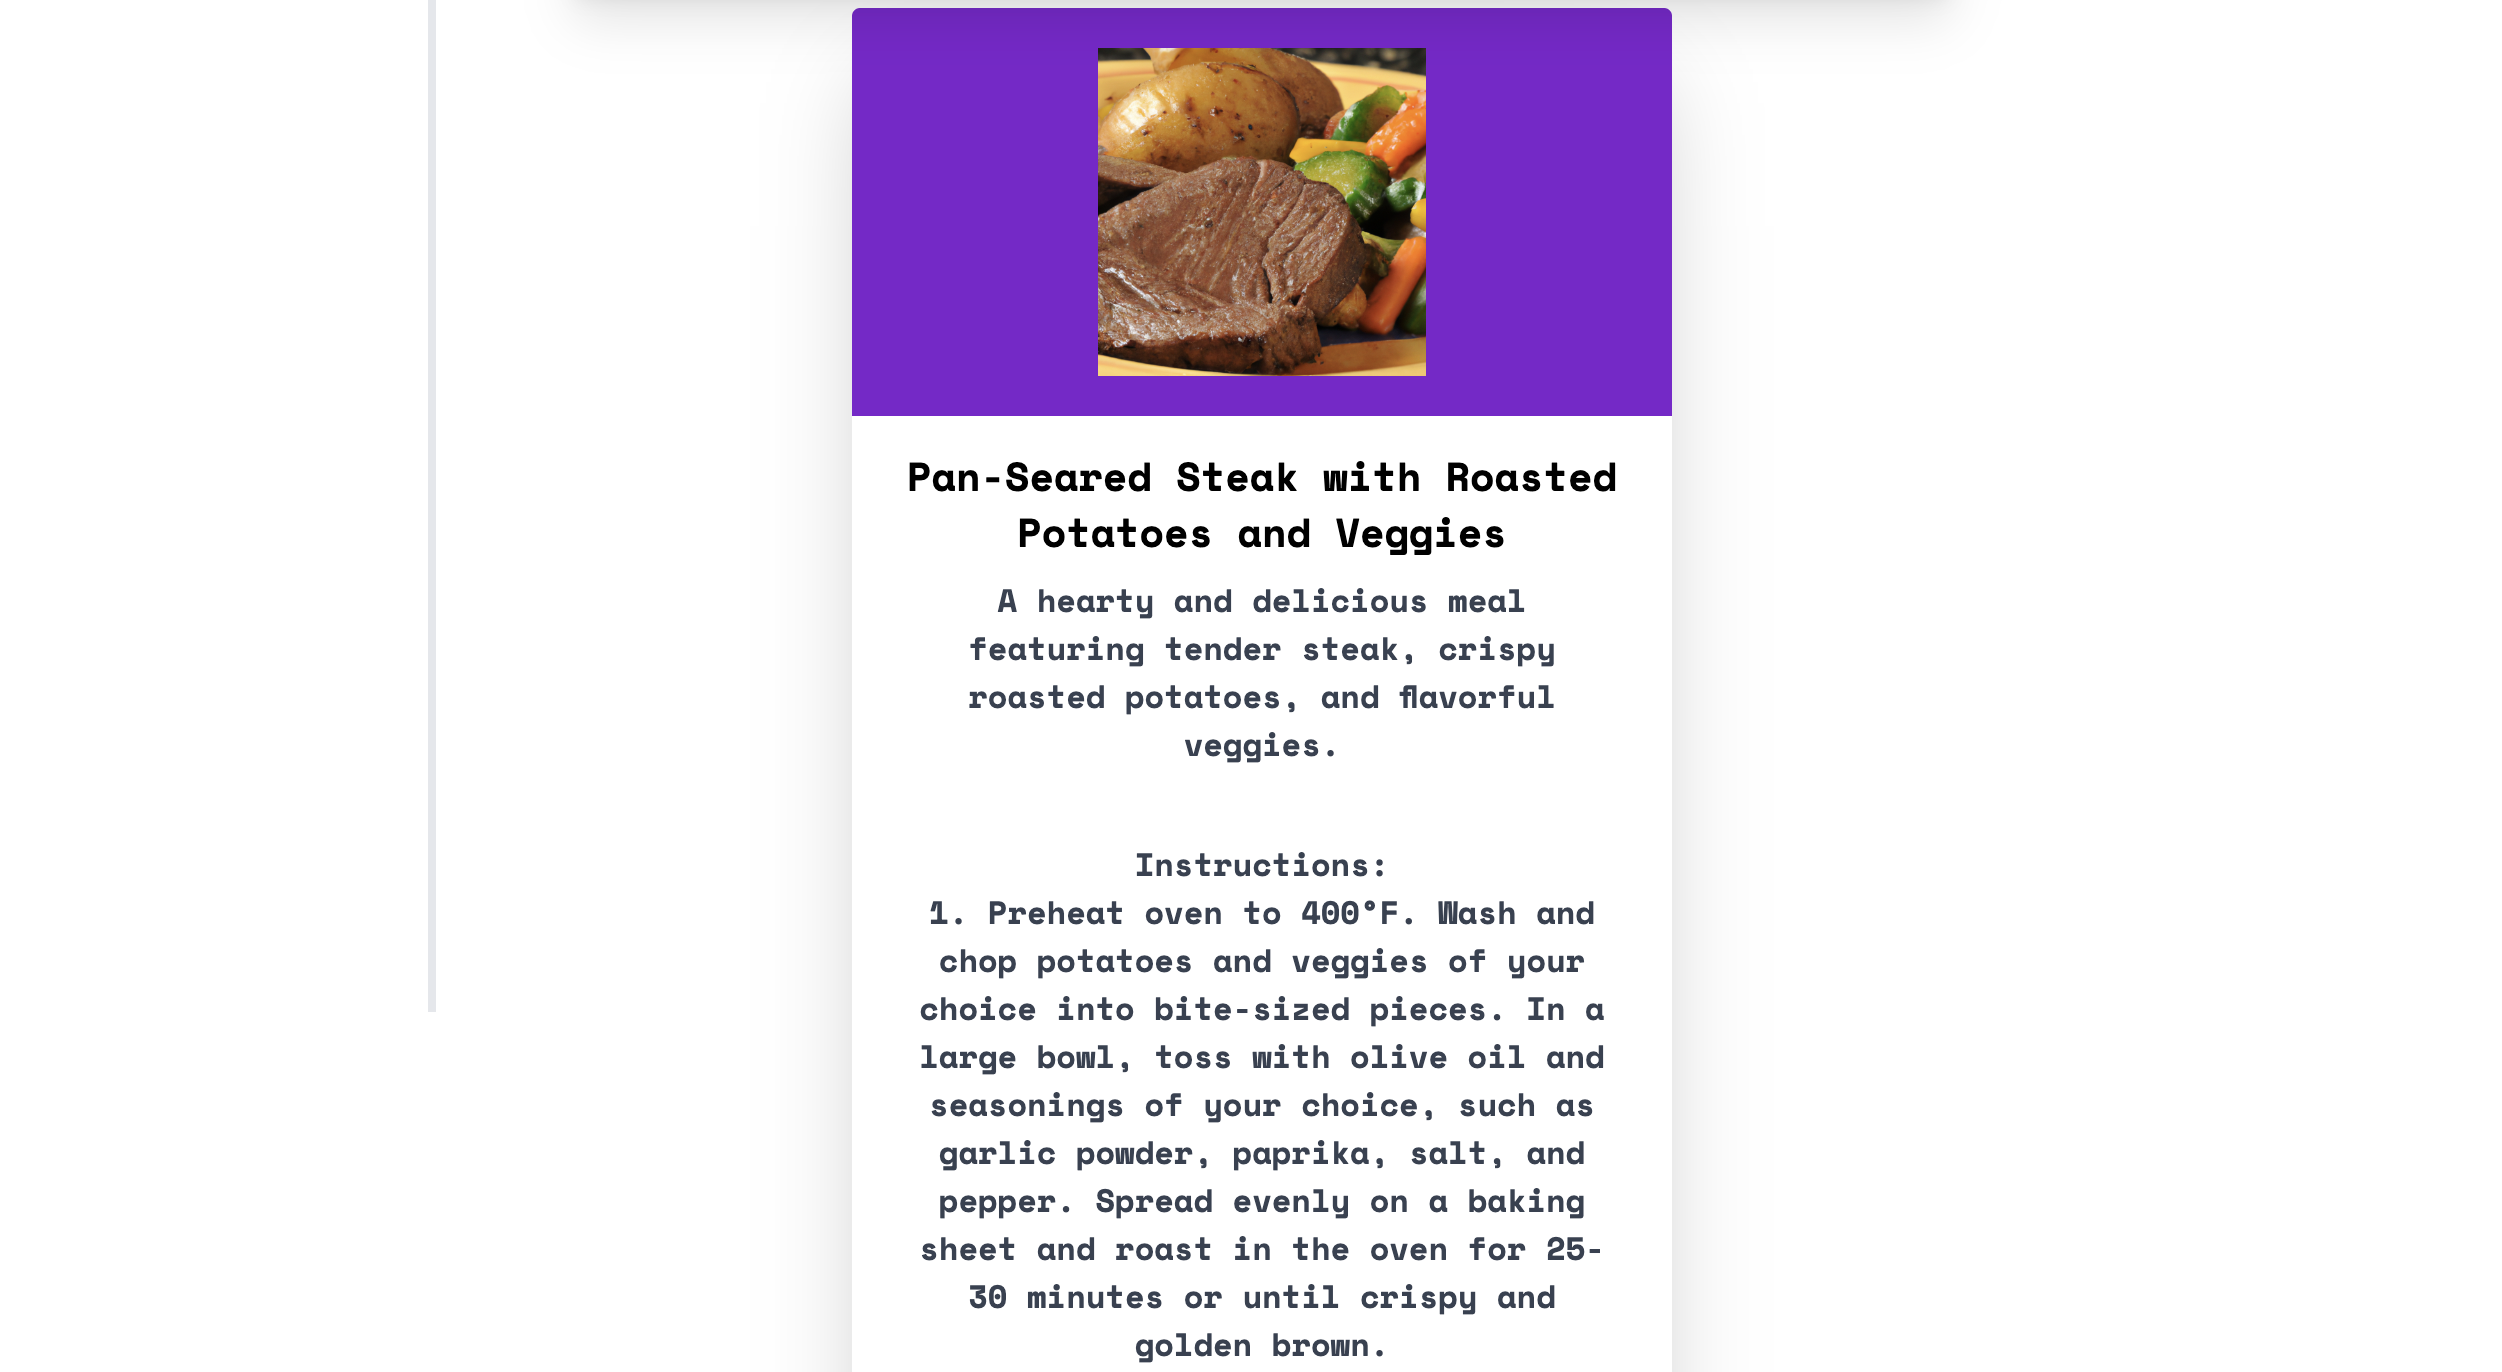 Pan-Seared Steak with Roasted
Potatoes and Veggies
A hearty and delicious meal
featuring tender steak, crispy
roasted potatoes, and flavorful
veggies.
Instructions:
1. Preheat oven to 400°F. Wash and
chop potatoes and veggies of your
choice into bite-sized pieces. In a
large bowl, toss with olive oil and
seasonings of your choice, such as
garlic powder, paprika, salt, and
pepper. Spread evenly on a baking
sheet and roast in the oven for 25-
30 minutes or until crispy and
golden brown.